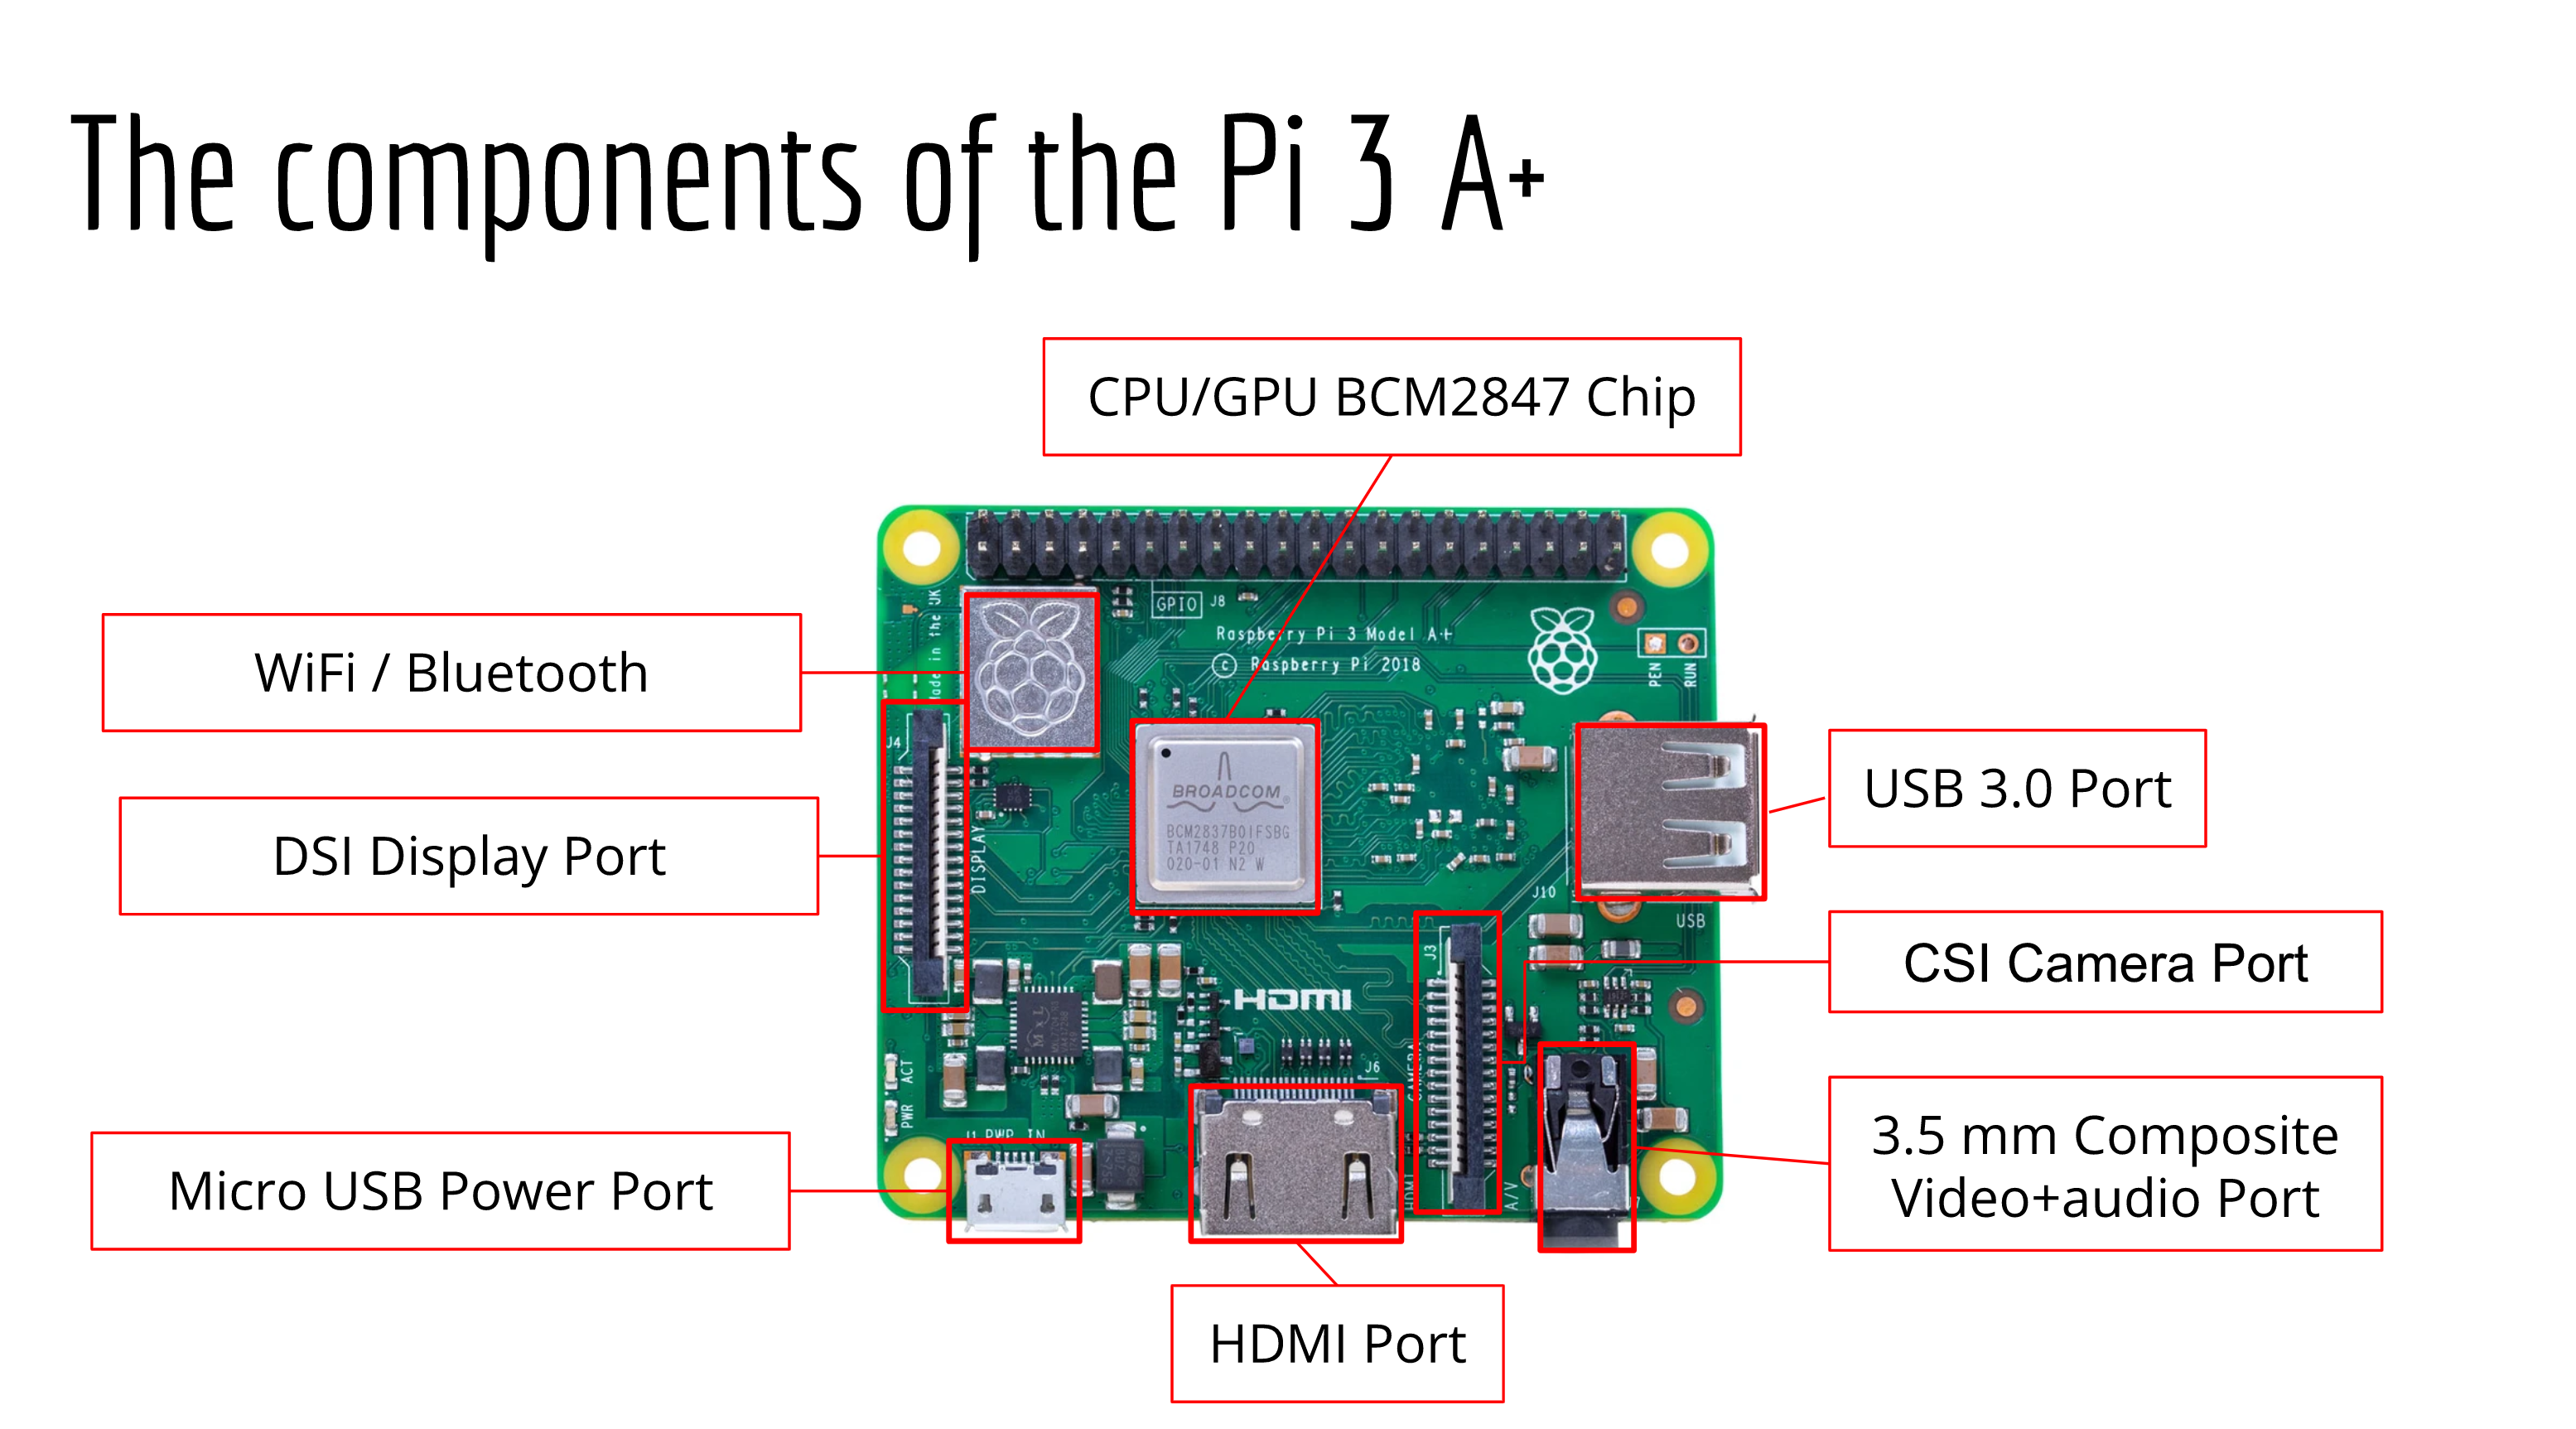 The components of the Pi 3 A+
CPU/GPU BCM2847 Chip
WiFi / Bluetooth
DSI Display Port
Micro USB Power Port
HDMI Port
USB 3.0 Port
CSI Camera Port
3.5 mm Composite
Video+audio Port
GPIO
J8
Raspberry Pi 3 Model A+
© Raspberry Pi 2018
PEN
RUN
Made in the UK
J4
DISPLAY
BROADCOM®
BCM2837B0IFSBG
TA1748 P20
020-01 N2 W
J10
USB
J3
CAMERA
HDMI
J6
HDMI
A/V
MxL
ACT
PWR
J1 PWR IN